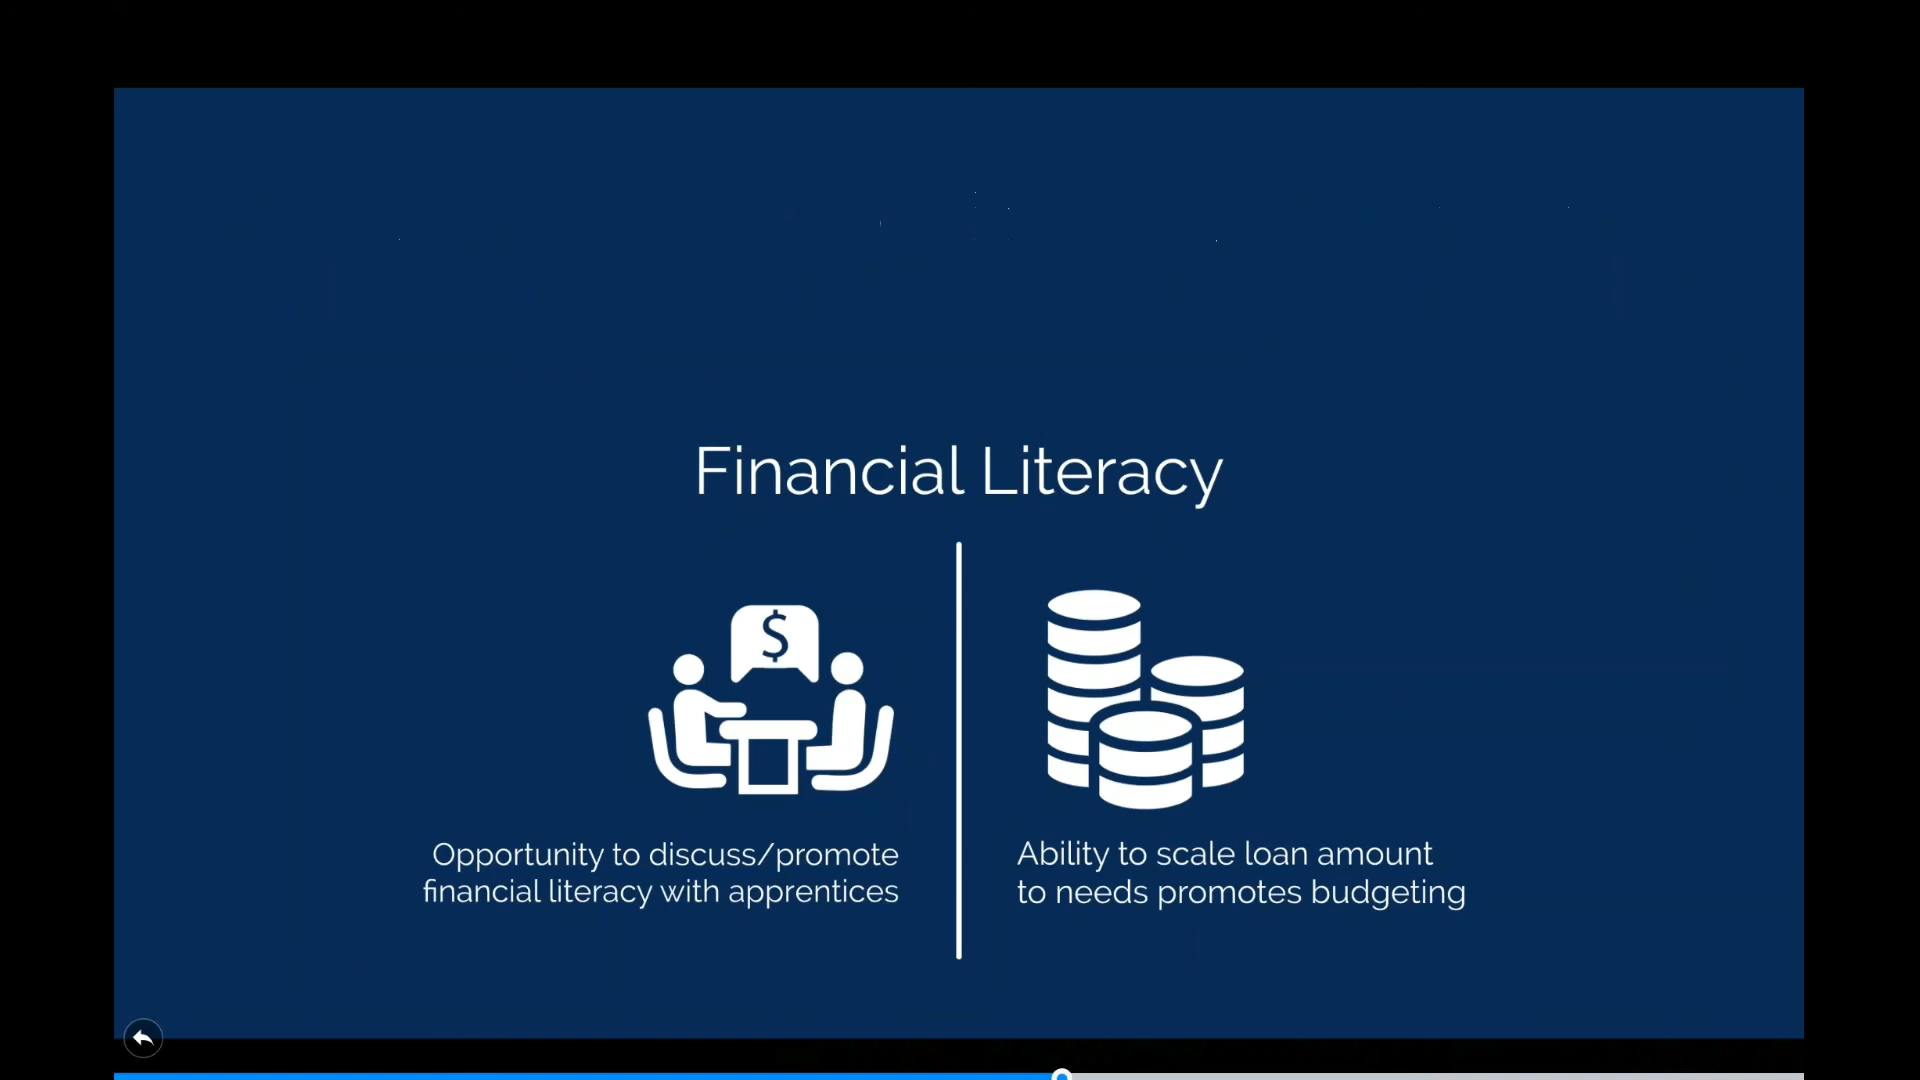 Financial Literacy
$
Opportunity to discuss/promote
financial literacy with apprentices
Ability to scale loan amount
to needs promotes budgeting